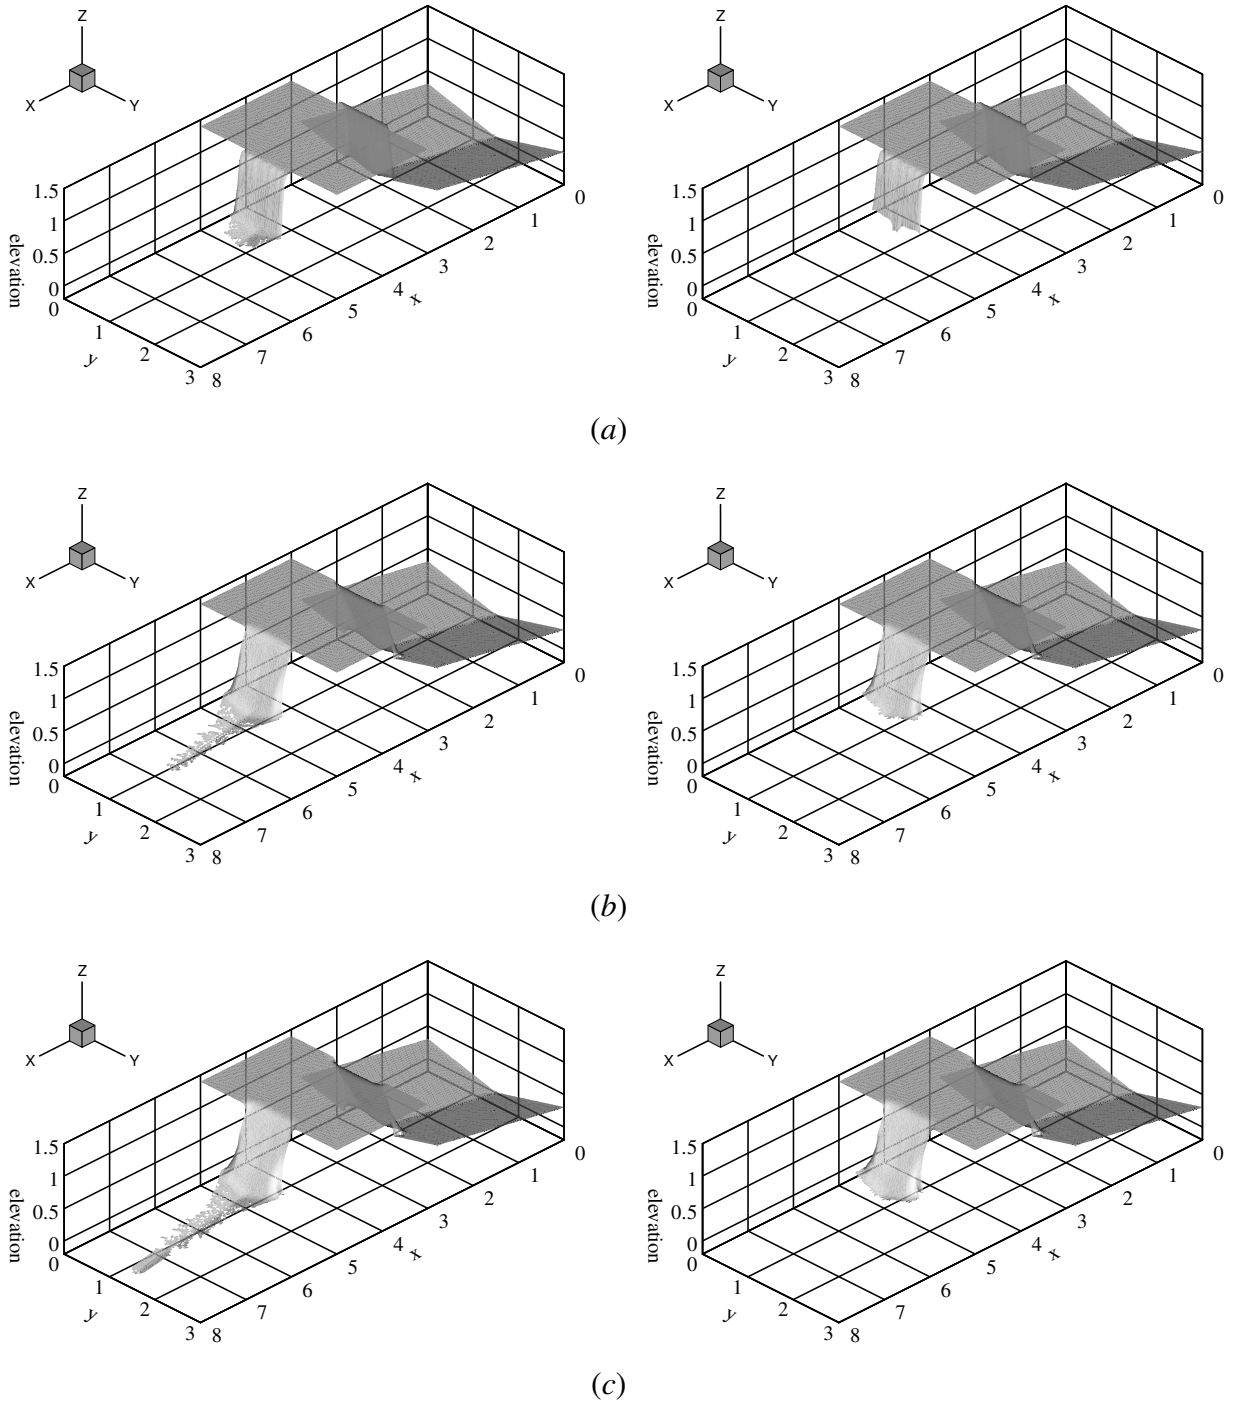 Z Z
X Y X Y
1.5 1.5
1 1
0.5 0.5
0 0
elevation elevation
0 1 2 3 0 1 2 3
y y
8 7 6 5 4 3 2 1 0 8 7 6 5 4 3 2 1
x x
(a)
Z Z
X Y X Y
1.5 1.5
1 1
0.5 0.5
0 0
elevation elevation
0 1 2 3 0 1 2 3
y y
8 7 6 5 4 3 2 1 0 8 7 6 5 4 3 2 1 0
x x
(b)
Z Z
X Y X Y
1.5 1.5
1 1
0.5 0.5
0 0
elevation elevation
0 1 2 3 0 1 2 3
y y
8 7 6 5 4 3 2 1 0 8 7 6 5 4 3 2 1 0
x x
(c)